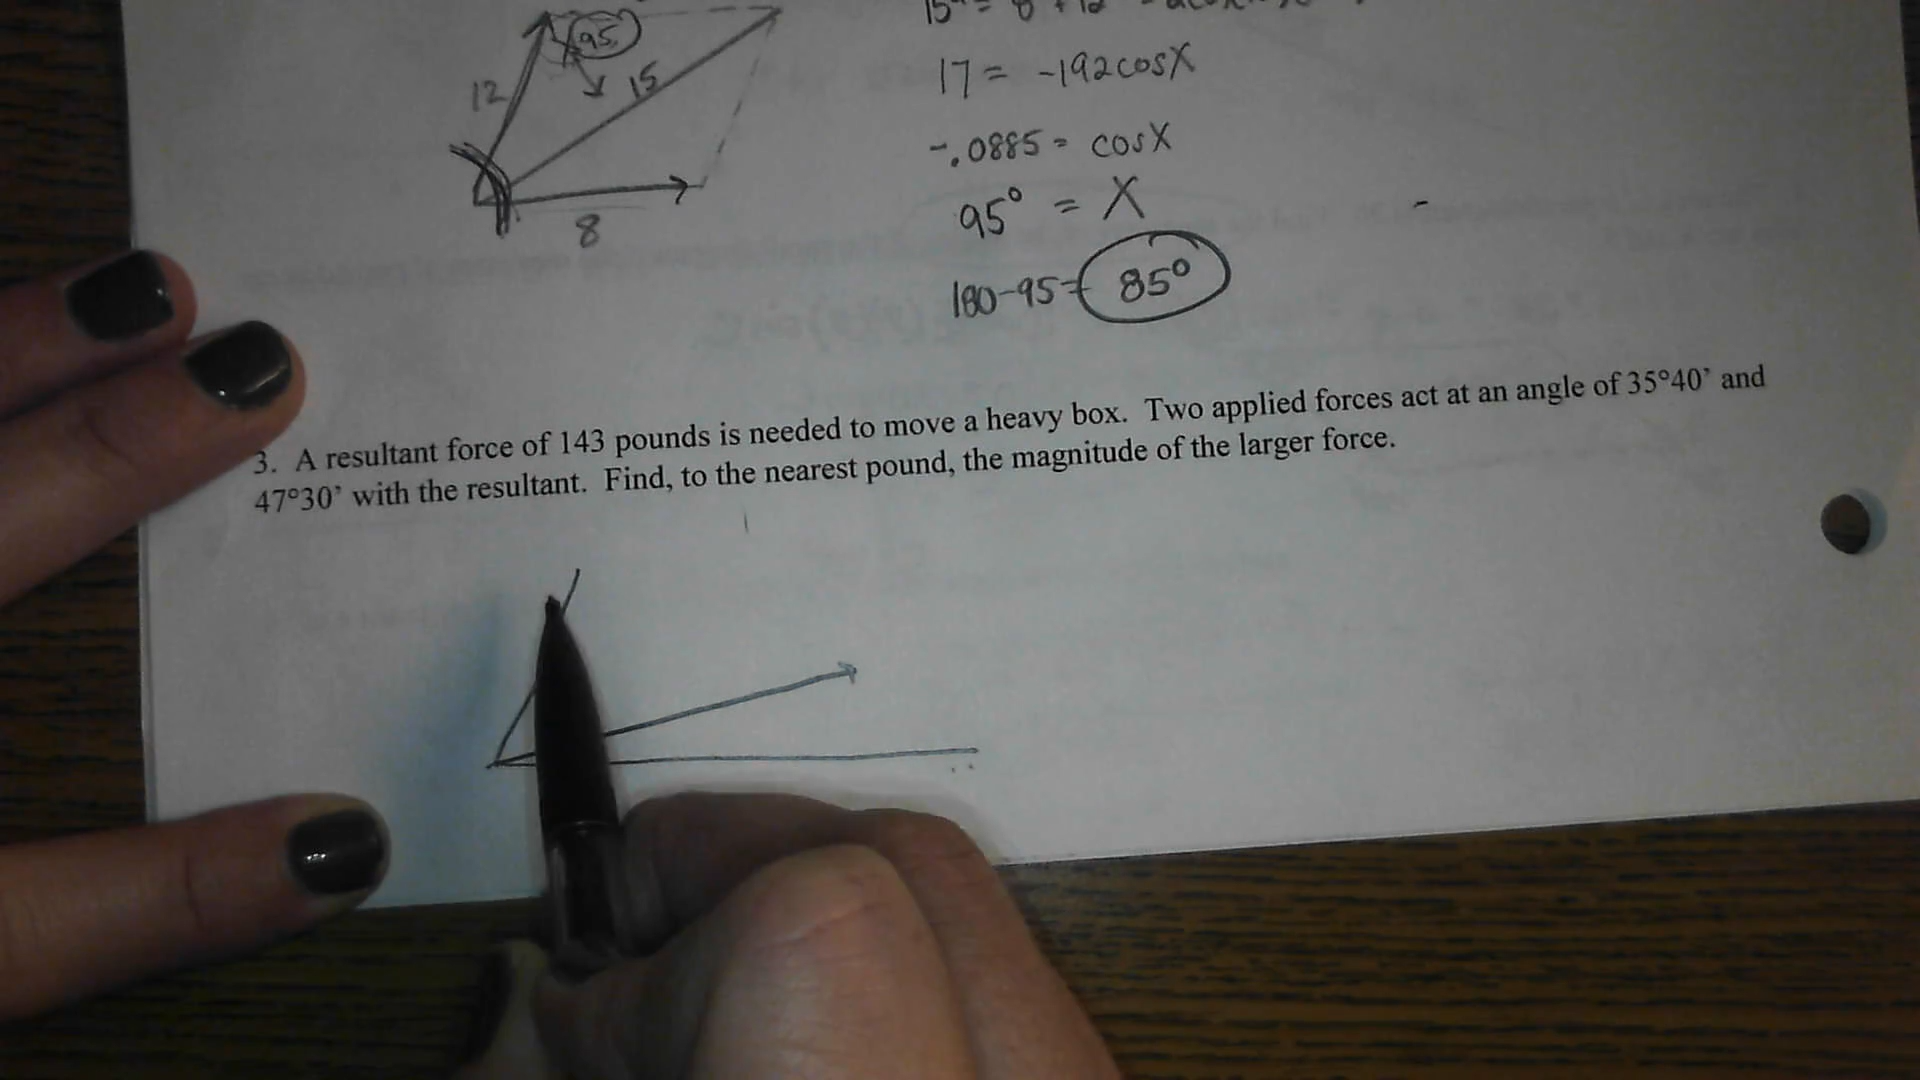 95
12
15
8
17 = -192cosX
-.0885 = cosX
95° = X
180-95= 85°
3. A resultant force of 143 pounds is needed to move a heavy box. Two applied forces act at an angle of 35°40’ and
47°30’ with the resultant. Find, to the nearest pound, the magnitude of the larger force.